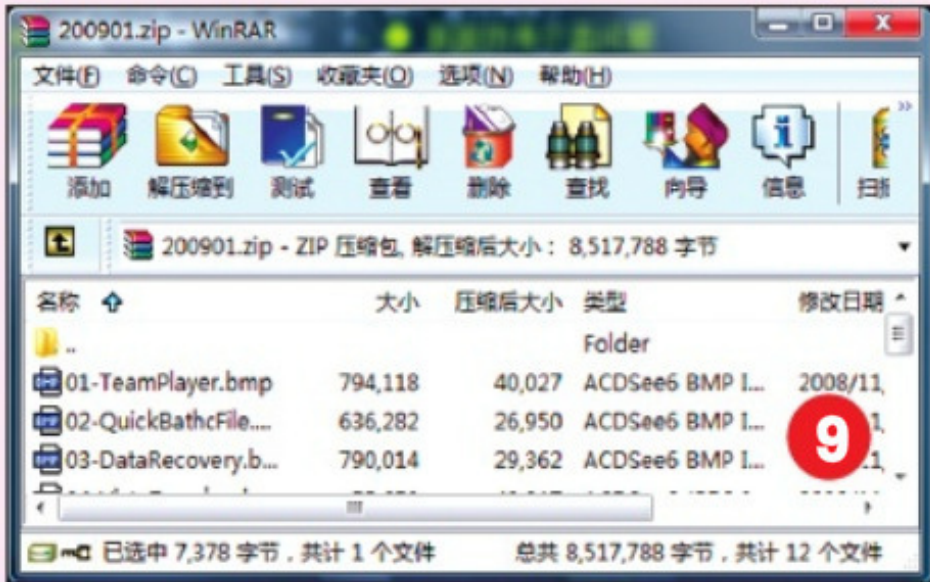 200901.zip - WinRAR
文件(F) 命令(C) 工具(S) 收藏夹(O) 选项(N) 帮助(H)
添加 解压缩到 测试 查看 删除 查找 向导 信息 扫描
200901.zip - ZIP 压缩包, 解压缩后大小: 8,517,788 字节
名称 大小 压缩后大小 类型 修改日期
.. Folder
01-TeamPlayer.bmp 794,118 40,027 ACDSee6 BMP I... 2008/11,
02-QuickBathcFile.... 636,282 26,950 ACDSee6 BMP I...
03-DataRecovery.b... 790,014 29,362 ACDSee6 BMP I...
9
已选中 7,378 字节,共计 1 个文件 总共 8,517,788 字节,共计 12 个文件